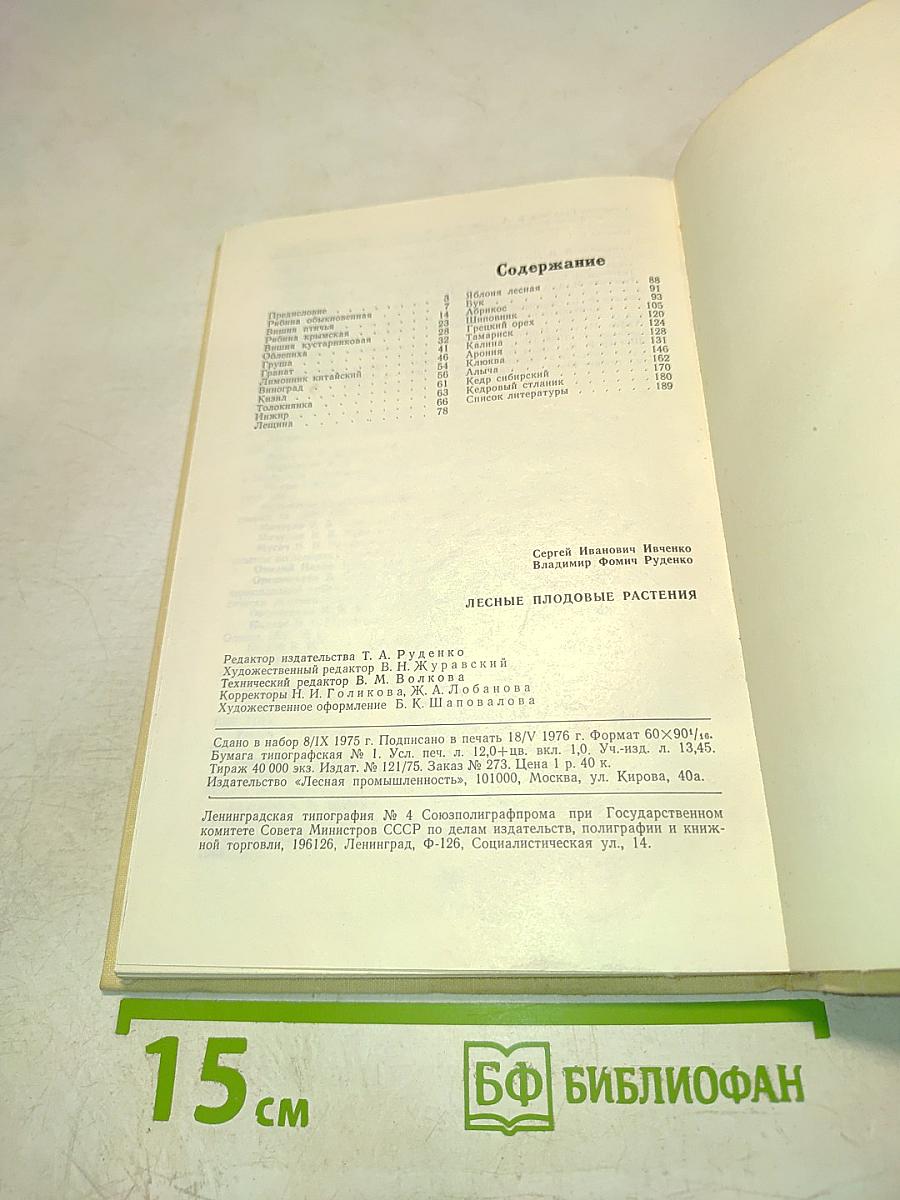 Содержание
Предисловие . . . . . . . . 3
Рябина обыкновенная . . . . 7
Вишня птичья . . . . . . . 14
Рябина крымская . . . . . . 23
Вишня кустарниковая . . . . 28
Облепиха . . . . . . . . . 32
Груша . . . . . . . . . . 41
Гранат . . . . . . . . . . 46
Лимонник китайский . . . . 54
Виноград . . . . . . . . . 56
Кизил . . . . . . . . . . 61
Толокнянка . . . . . . . . 63
Инжир . . . . . . . . . . 66
Лещина . . . . . . . . . . 78
Яблоня лесная . . . . . . . 88
Бук . . . . . . . . . . . 91
Абрикос . . . . . . . . . 93
Шиповник . . . . . . . . . 105
Грецкий орех . . . . . . . 120
Тамариск . . . . . . . . . 124
Калина . . . . . . . . . . 128
Арония . . . . . . . . . . 131
Клюква . . . . . . . . . . 146
Алыча . . . . . . . . . . 162
Кедр сибирский . . . . . . 170
Кедровый стланик . . . . . 180
Список литературы . . . . . 189
Сергей Иванович Ивченко
Владимир Фомич Руденко
ЛЕСНЫЕ ПЛОДОВЫЕ РАСТЕНИЯ
Редактор издательства Т. А. Руденко
Художественный редактор В. Н. Журавский
Технический редактор В. М. Волкова
Корректоры Н. И. Голикова, Ж. А. Лобанова
Художественное оформление Б. К. Шаповалова
Сдано в набор 8/IX 1975 г. Подписано в печать 18/V 1976 г. Формат 60×90¹/₁₆.
Бумага типографская № 1. Усл. печ. л. 12,0+цв. вкл. 1,0. Уч.-изд. л. 13,45.
Тираж 40 000 экз. Издат. № 121/75. Заказ № 273. Цена 1 р. 40 к.
Издательство «Лесная промышленность», 101000, Москва, ул. Кирова, 40а.
Ленинградская типография № 4 Союзполиграфпрома при Государственном
комитете Совета Министров СССР по делам издательств, полиграфии и книж-
ной торговли, 196126, Ленинград, Ф-126, Социалистическая ул., 14.
15 см
БФ БИБЛИОФАН